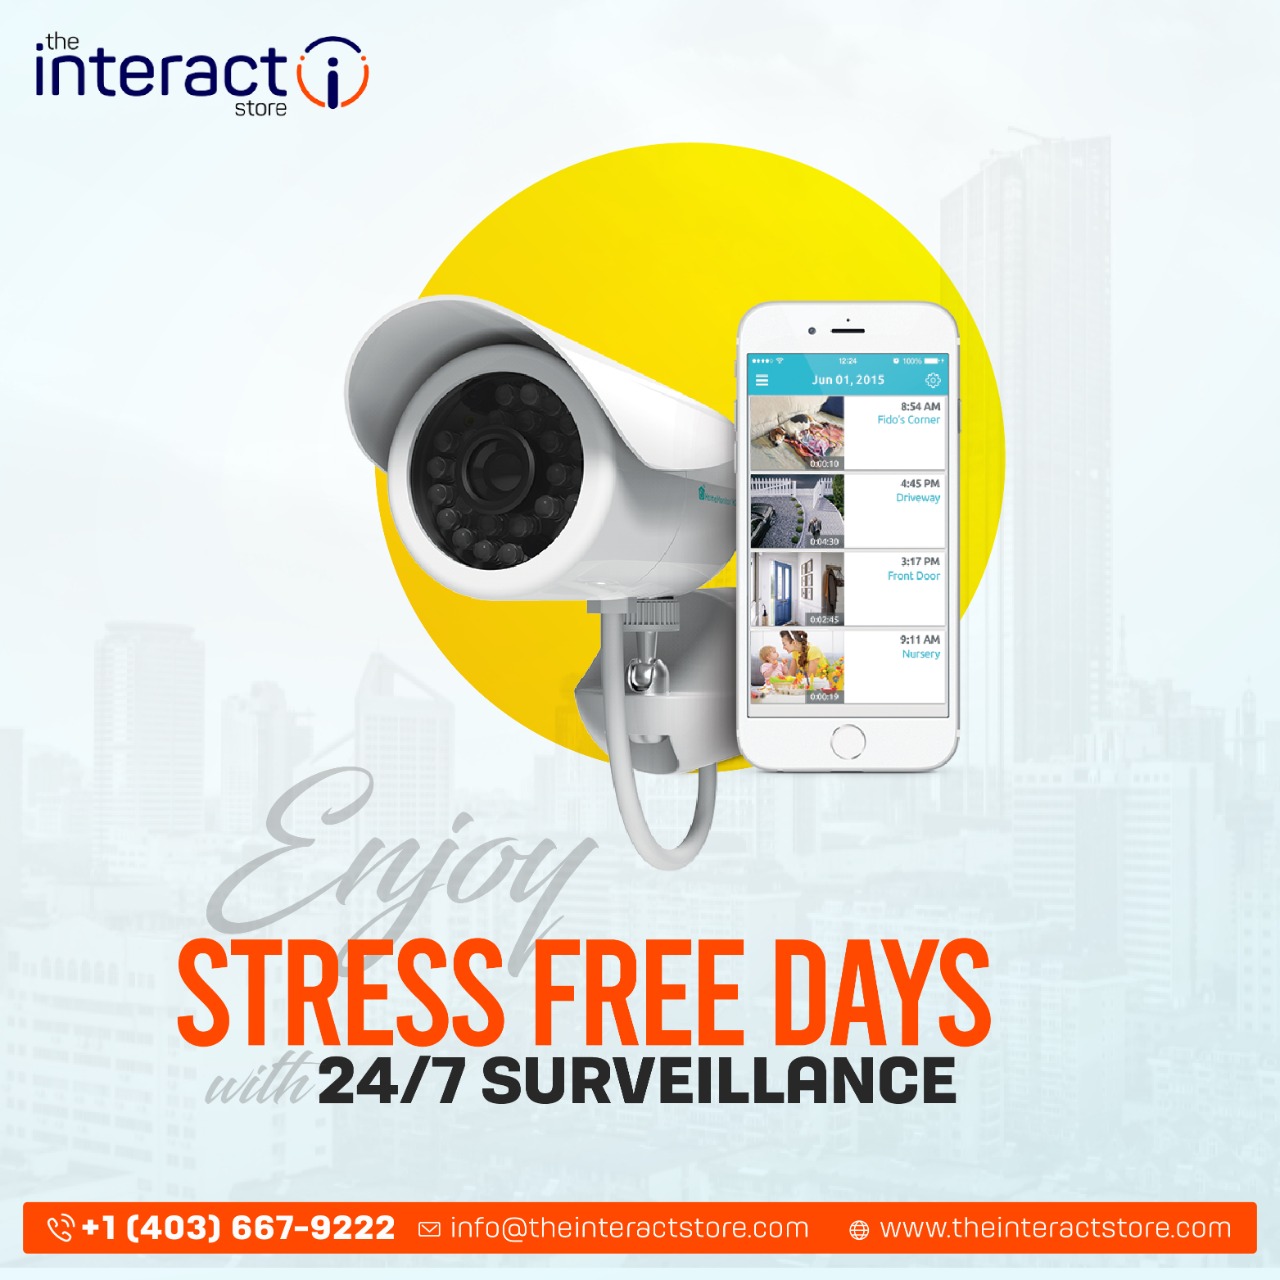 the
interact
store
HomeMonitor
12:24
100%
Jun 01, 2015
8:54 AM
Fido's Corner
0:00:10
4:45 PM
Driveway
0:04:30
3:17 PM
Front Door
0:02:45
9:11 AM
Nursery
0:00:19
Enjoy
STRESS FREE DAYS
with 24/7 SURVEILLANCE
+1 (403) 667-9222 info@theinteractstore.com www.theinteractstore.com